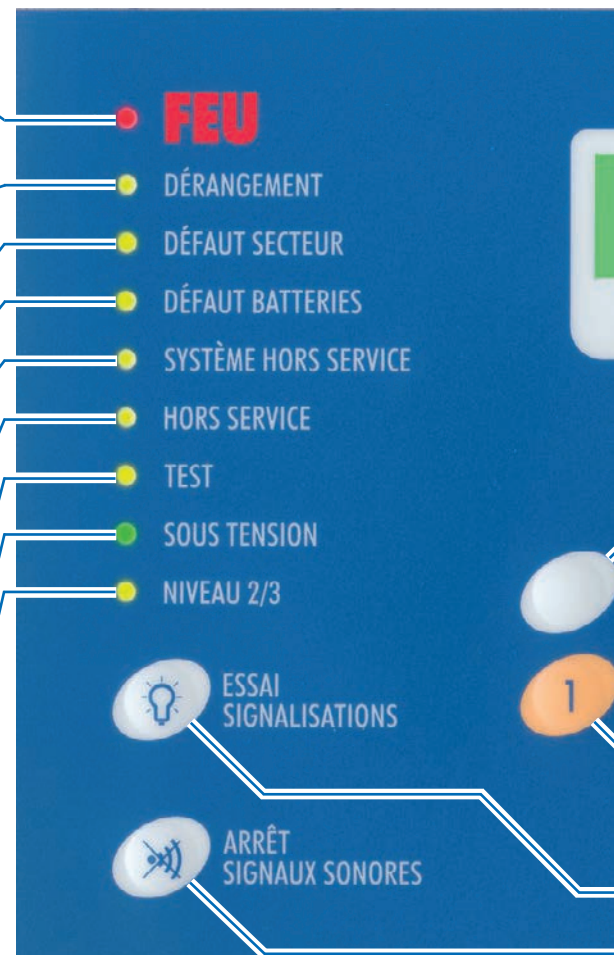 FEU
DÉRANGEMENT
DÉFAUT SECTEUR
DÉFAUT BATTERIES
SYSTÈME HORS SERVICE
HORS SERVICE
TEST
SOUS TENSION
NIVEAU 2/3
1
ESSAI
SIGNALISATIONS
ARRÊT
SIGNAUX SONORES